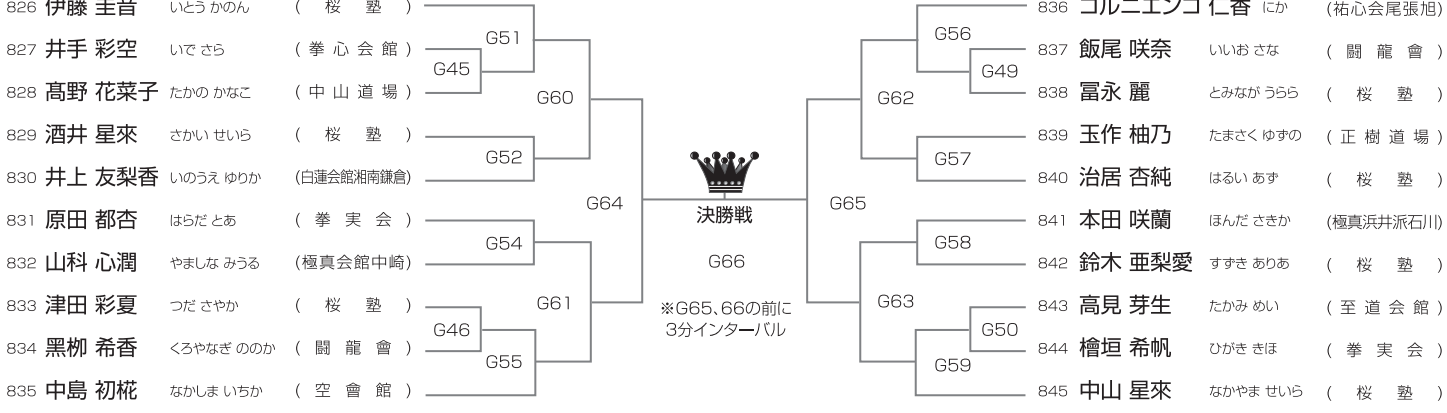 826 伊藤 圭音 いとう かのん (桜塾)
827 井手 彩空 いで さら (拳心会館)
828 髙野 花菜子 たかの かなこ (中山道場)
829 酒井 星來 さかい せいら (桜塾)
830 井上 友梨香 いのうえ ゆりか (白蓮会館湘南鎌倉)
831 原田 都杏 はらだ とあ (拳実会)
832 山科 心潤 やましな みうる (極真会館中崎)
833 津田 彩夏 つだ さやか (桜塾)
834 黑栁 希香 くろやなぎ ののか (闘龍會)
835 中島 初椛 なかしま いちか (空會館)
G51
G45
G60
G52
G64
G54
G61
G46
G55
決勝戦
G66
※G65、66の前に
3分インターバル
G56
G49
G62
G57
G65
G58
G63
G50
G59
836 コルニエンコ 仁香 にか (祐心会尾張旭)
837 飯尾 咲奈 いいお さな (闘龍會)
838 冨永 麗 とみなが うらら (桜塾)
839 玉作 柚乃 たまさく ゆずの (正樹道場)
840 治居 杏純 はるい あず (桜塾)
841 本田 咲蘭 ほんだ さきか (極真浜井派石川)
842 鈴木 亜梨愛 すずき ありあ (桜塾)
843 高見 芽生 たかみ めい (至道会館)
844 檜垣 希帆 ひがき きほ (拳実会)
845 中山 星來 なかやま せいら (桜塾)